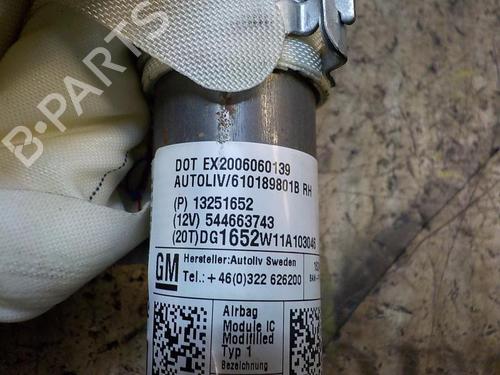 B-PARTS
DOT EX2006060139
AUTOLIV/610189801B RH
(P) 13251652
(12V) 544663743
(20T)DG1652W11A103046
GM
Hersteller:Autoliv Sweden
Tel.:+46(0)322 626200
Airbag
Module IC
Modifified
Typ 1
Bezeichnung